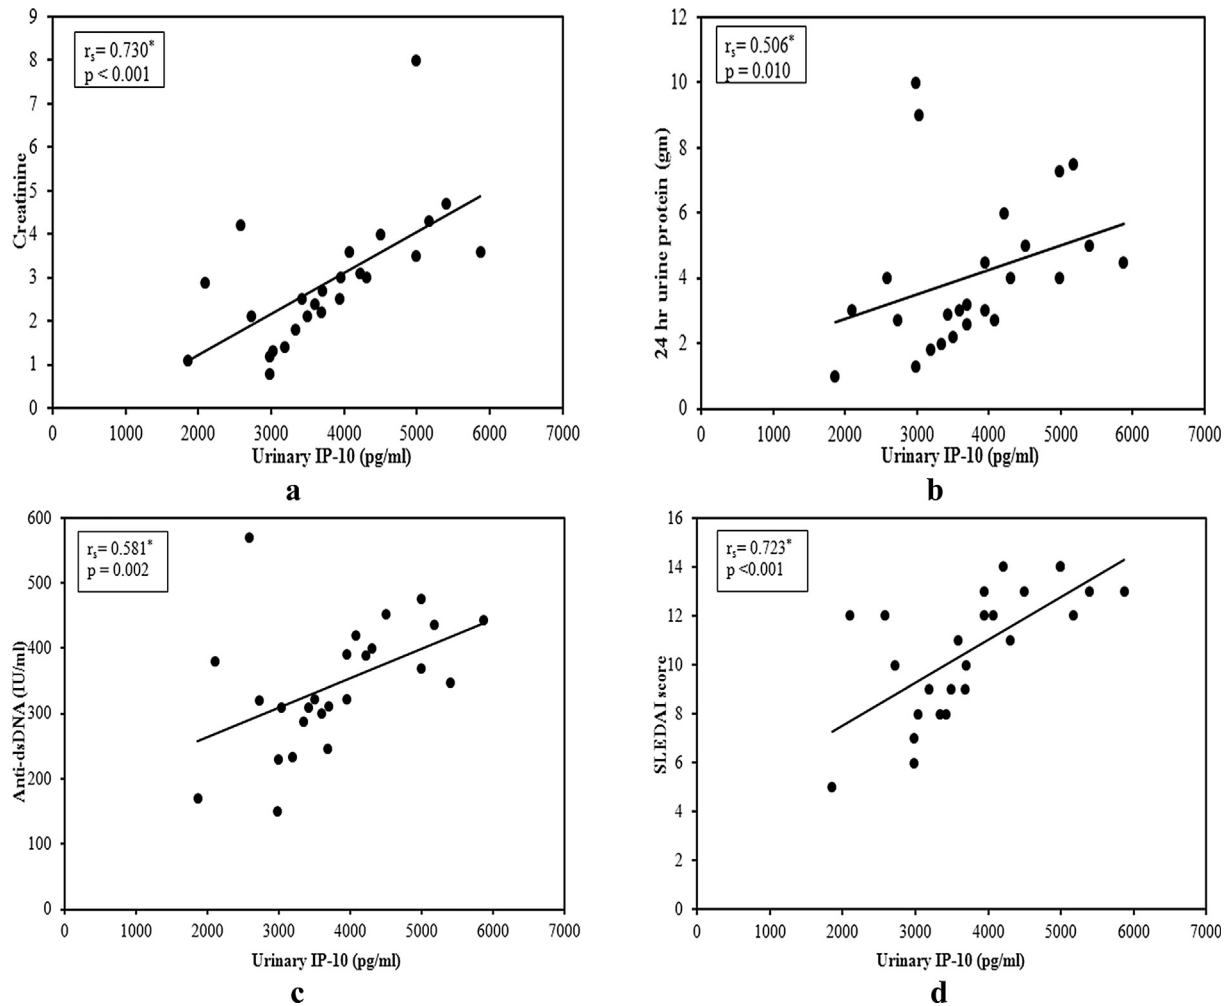 9
8
7
6
5
4
3
2
1
0
Creatinine
rs= 0.730*
p < 0.001
0 1000 2000 3000 4000 5000 6000 7000
Urinary IP-10 (pg/ml)
a
12
10
8
6
4
2
0
24 hr urine protein (gm)
rs= 0.506*
p = 0.010
0 1000 2000 3000 4000 5000 6000 7000
Urinary IP-10 (pg/ml)
b
600
500
400
300
200
100
0
Anti-dsDNA (IU/ml)
rs= 0.581*
p = 0.002
0 1000 2000 3000 4000 5000 6000 7000
Urinary IP-10 (pg/ml)
c
16
14
12
10
8
6
4
2
0
SLEDAI score
rs= 0.723*
p <0.001
0 1000 2000 3000 4000 5000 6000 7000
Urinary IP-10 (pg/ml)
d